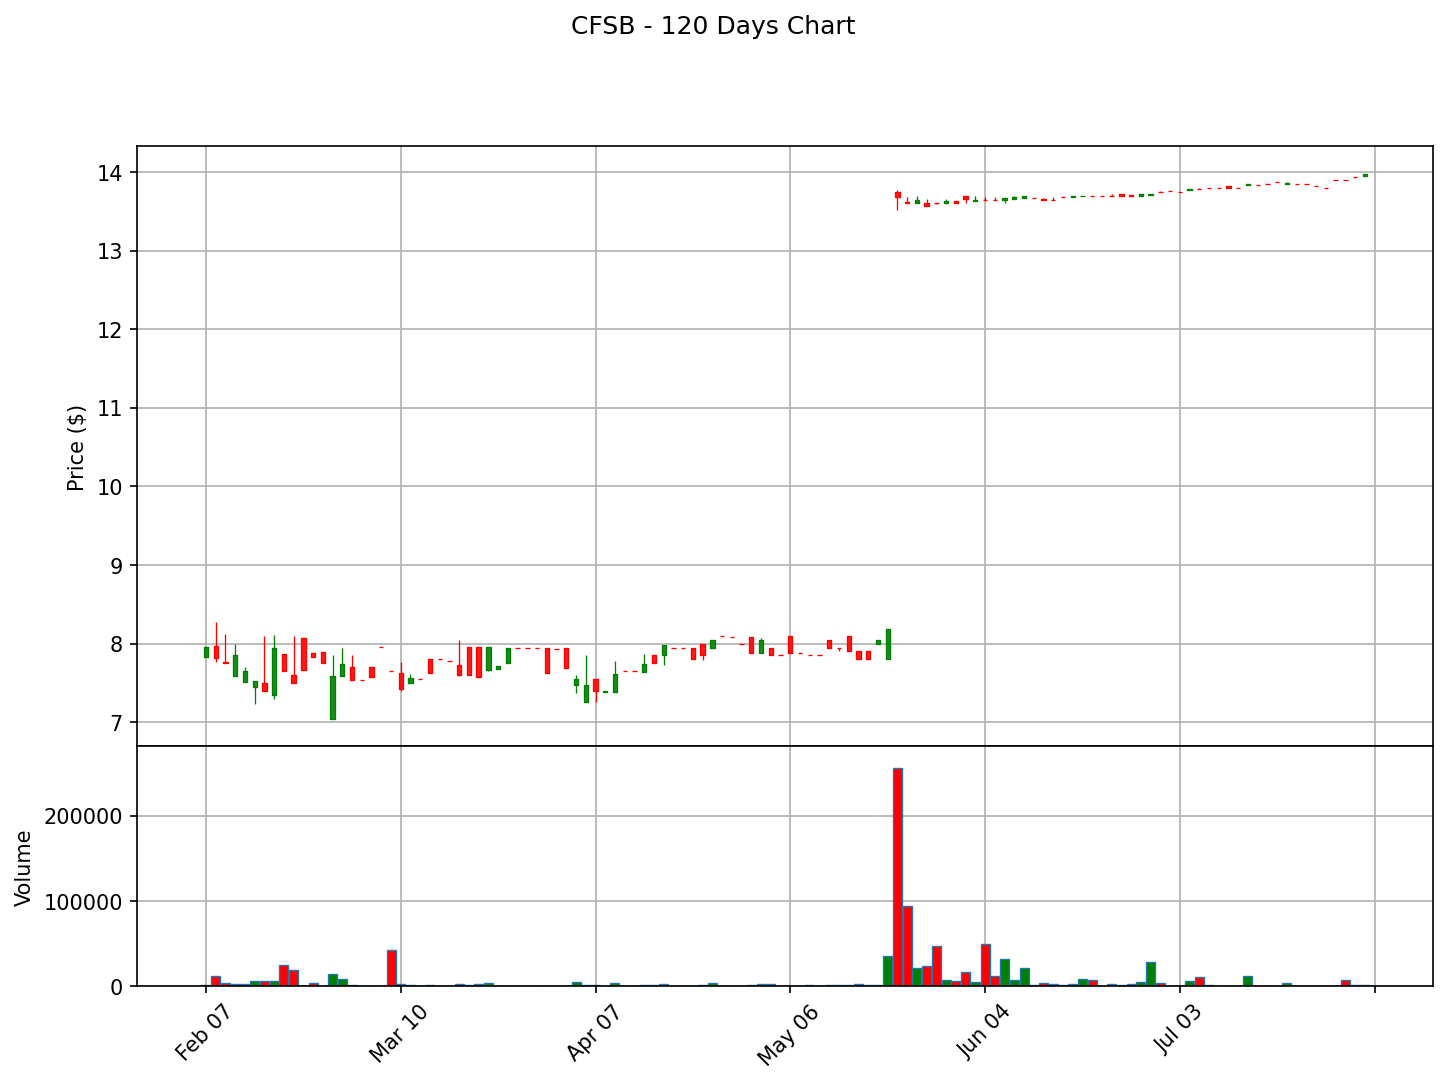 CFSB - 120 Days Chart
14
13
12
11
10
9
8
7
Price ($)
200000
100000
0
Volume
Feb 07
Mar 10
Apr 07
May 06
Jun 04
Jul 03